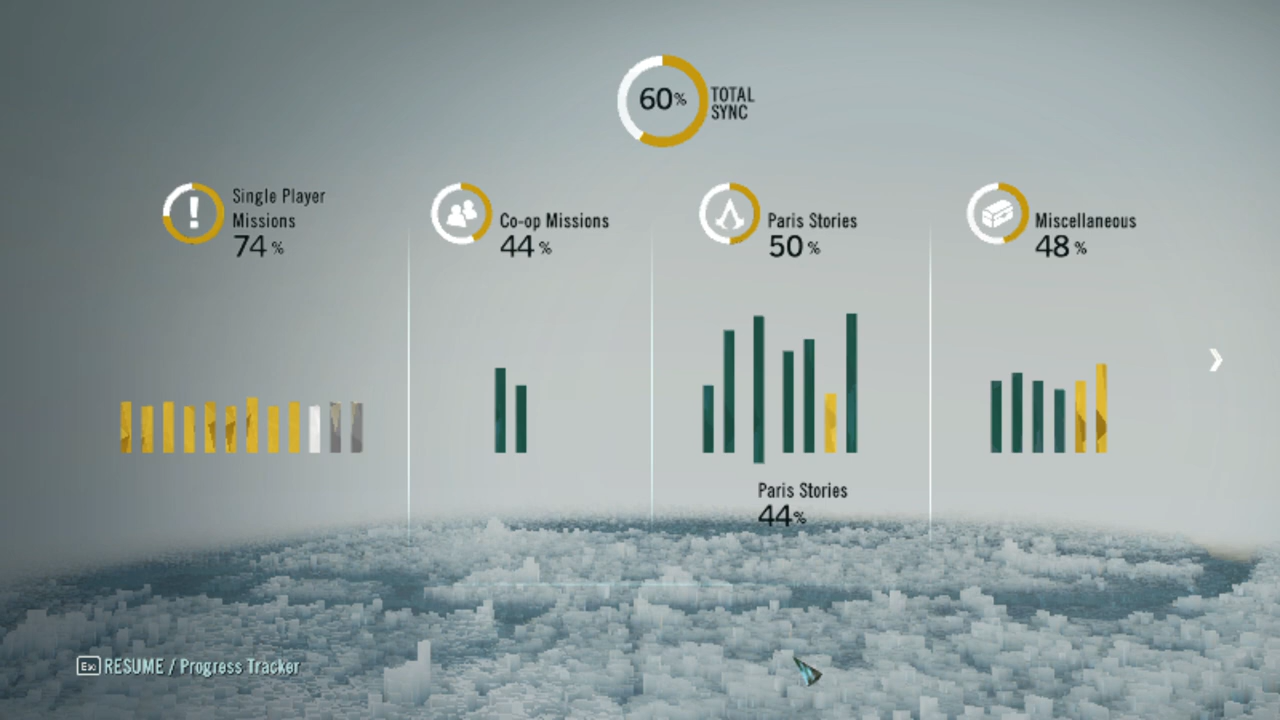 60%
TOTAL
SYNC
Single Player
Missions
74 %
Co-op Missions
44 %
Paris Stories
50 %
Miscellaneous
48 %
Paris Stories
44%
Esc RESUME / Progress Tracker